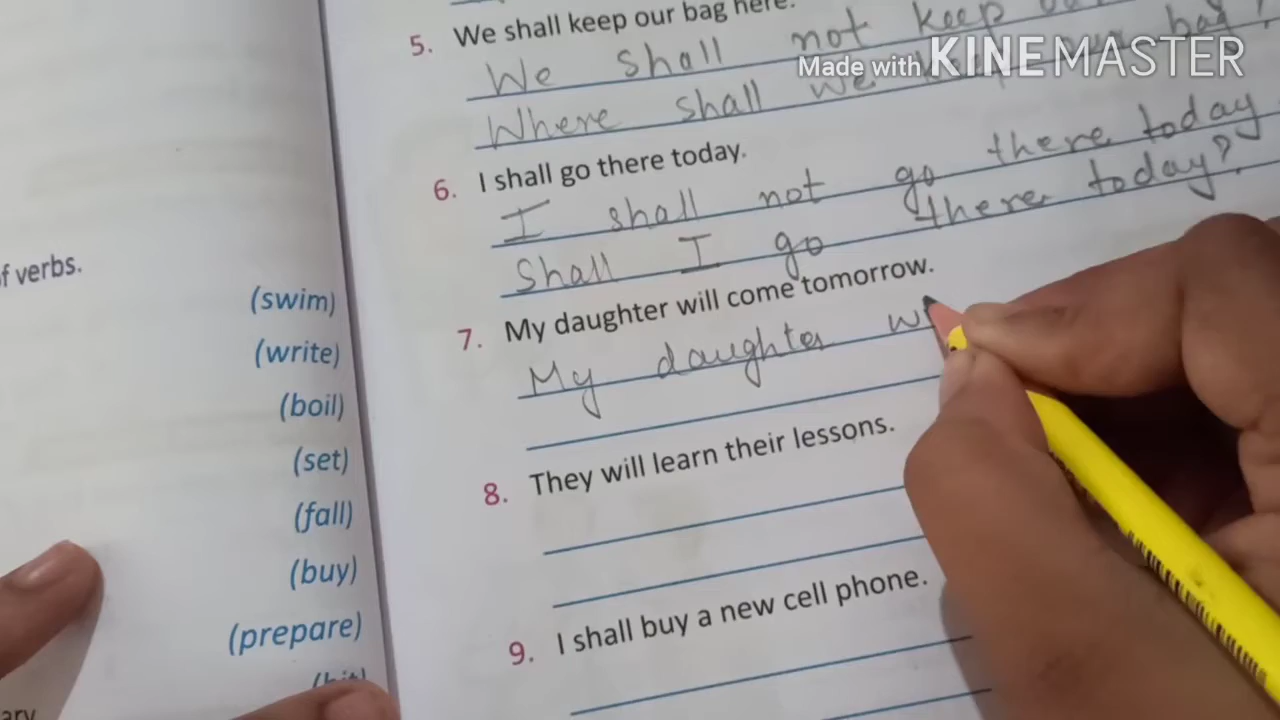 5. We shall keep our bag here.
We shall not keep
Made with KINEMASTER
Where shall we our bag?
6. I shall go there today.
I shall not go there today
Shall I go there today?
7. My daughter will come tomorrow.
My daughter w
8. They will learn their lessons.
9. I shall buy a new cell phone.
f verbs.
(swim)
(write)
(boil)
(set)
(fall)
(buy)
(prepare)
ary